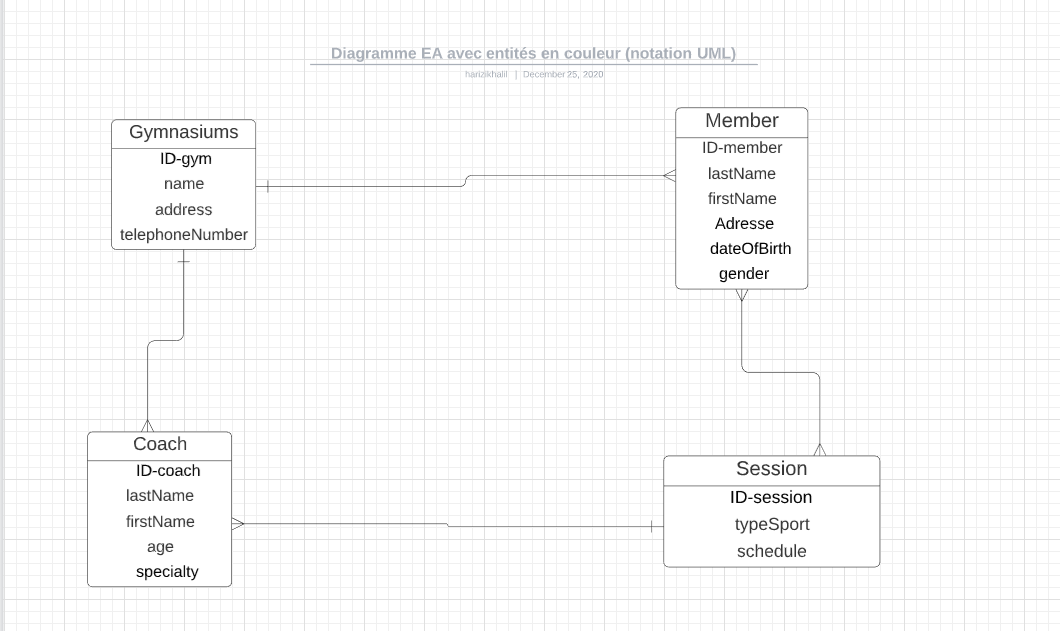 Diagramme EA avec entités en couleur (notation UML)
harizikhalil | December 25, 2020
Gymnasiums
ID-gym
name
address
telephoneNumber
Member
ID-member
lastName
firstName
Adresse
dateOfBirth
gender
Coach
ID-coach
lastName
firstName
age
specialty
Session
ID-session
typeSport
schedule